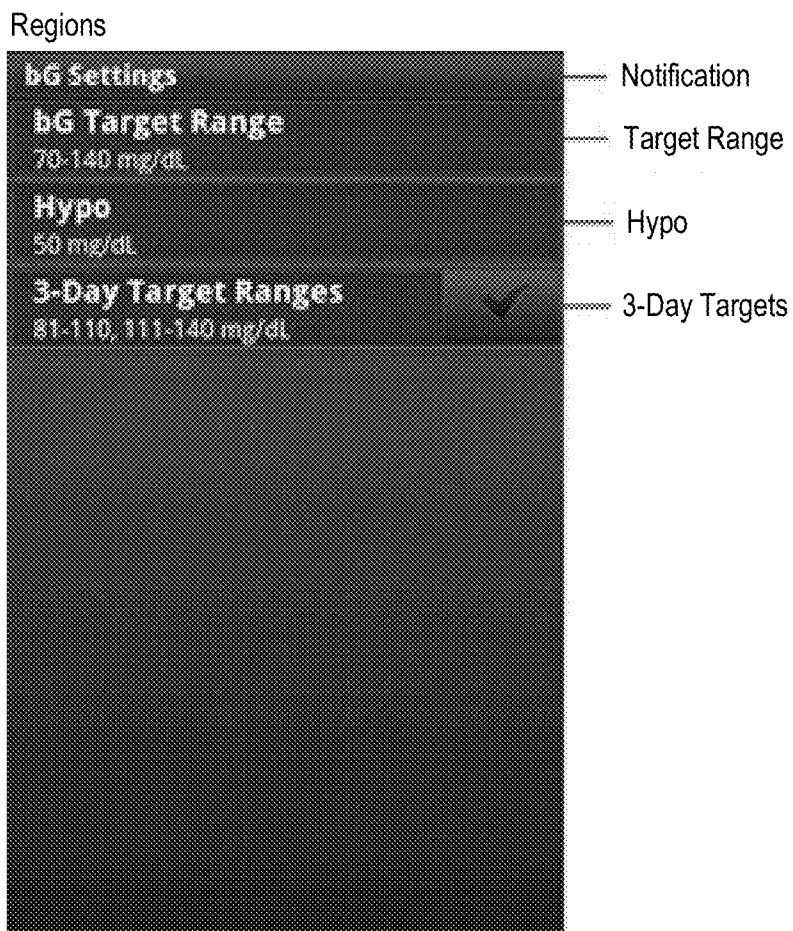 Regions
bG Settings
Notification
bG Target Range
70-140 mg/dL
Target Range
Hypo
50 mg/dL
Hypo
3-Day Target Ranges
81-110, 111-140 mg/dL
3-Day Targets